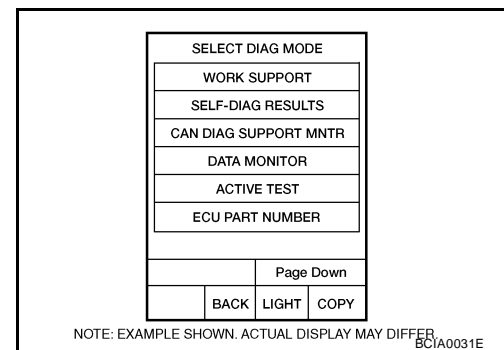 SELECT DIAG MODE
WORK SUPPORT
SELF-DIAG RESULTS
CAN DIAG SUPPORT MNTR
DATA MONITOR
ACTIVE TEST
ECU PART NUMBER
Page Down
BACK LIGHT COPY
NOTE: EXAMPLE SHOWN. ACTUAL DISPLAY MAY DIFFER.
BCIA0031E